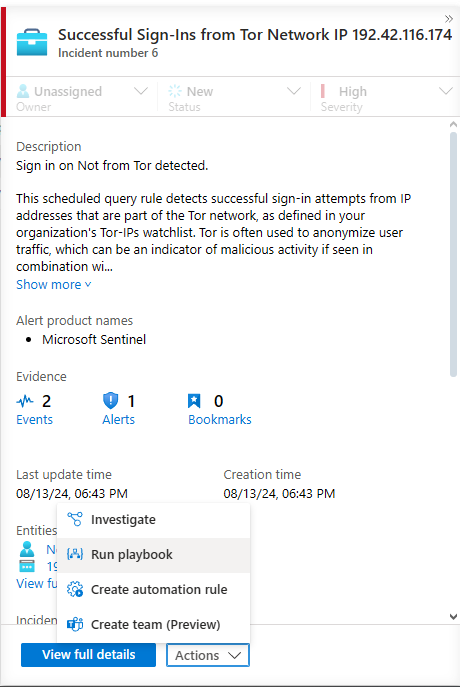 Successful Sign-Ins from Tor Network IP 192.42.116.174
Incident number 6
Unassigned
Owner
New
Status
High
Severity
Description
Sign in on Not from Tor detected.
This scheduled query rule detects successful sign-in attempts from IP
addresses that are part of the Tor network, as defined in your
organization's Tor-IPs watchlist. Tor is often used to anonymize user
traffic, which can be an indicator of malicious activity if seen in
combination wi...
Show more
Alert product names
• Microsoft Sentinel
Evidence
2
Events
1
Alerts
0
Bookmarks
Last update time
08/13/24, 06:43 PM
Creation time
08/13/24, 06:43 PM
Entities
View fu
Investigate
Run playbook
Create automation rule
Create team (Preview)
View full details
Actions